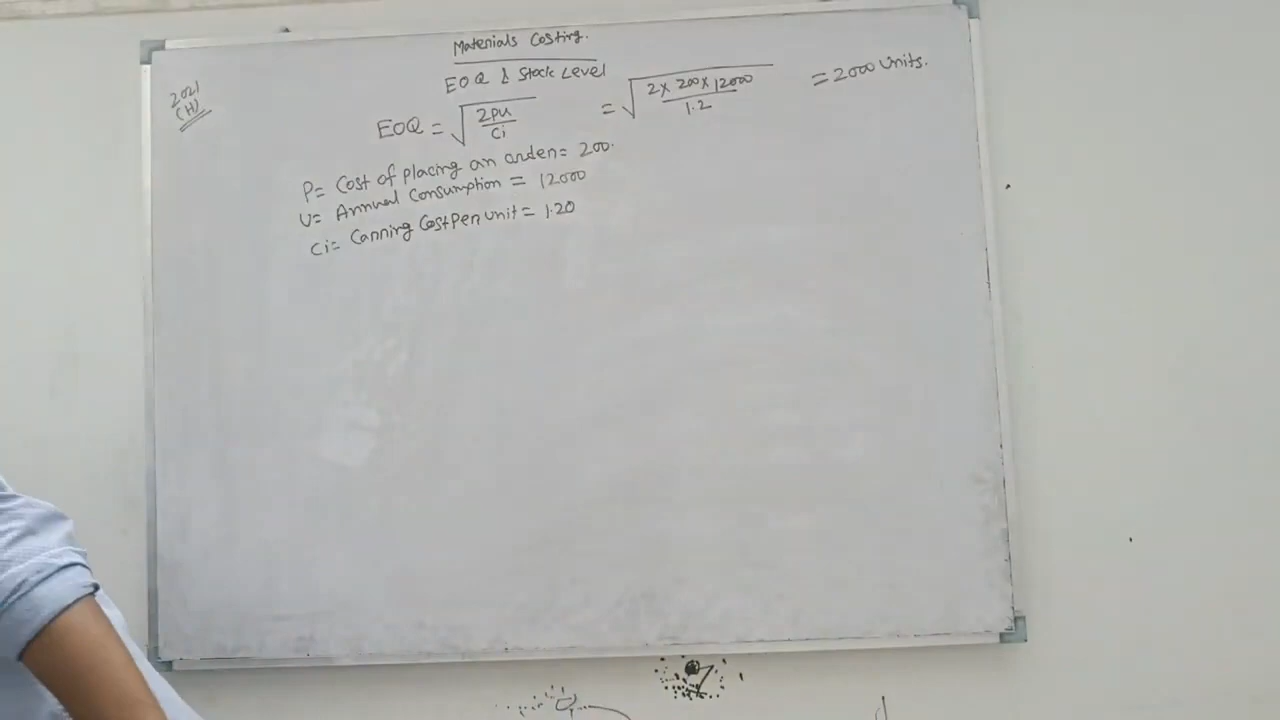 Materials Costing.
EOQ & Stock Level
2021
(H)
EOQ = √(2PU/Ci) = √(2 x 200 x 12000/1.2) = 2000 Units.
P= Cost of placing an order = 200.
U= Annual Consumption = 12000
Ci= Carrying Cost Per unit = 1.20